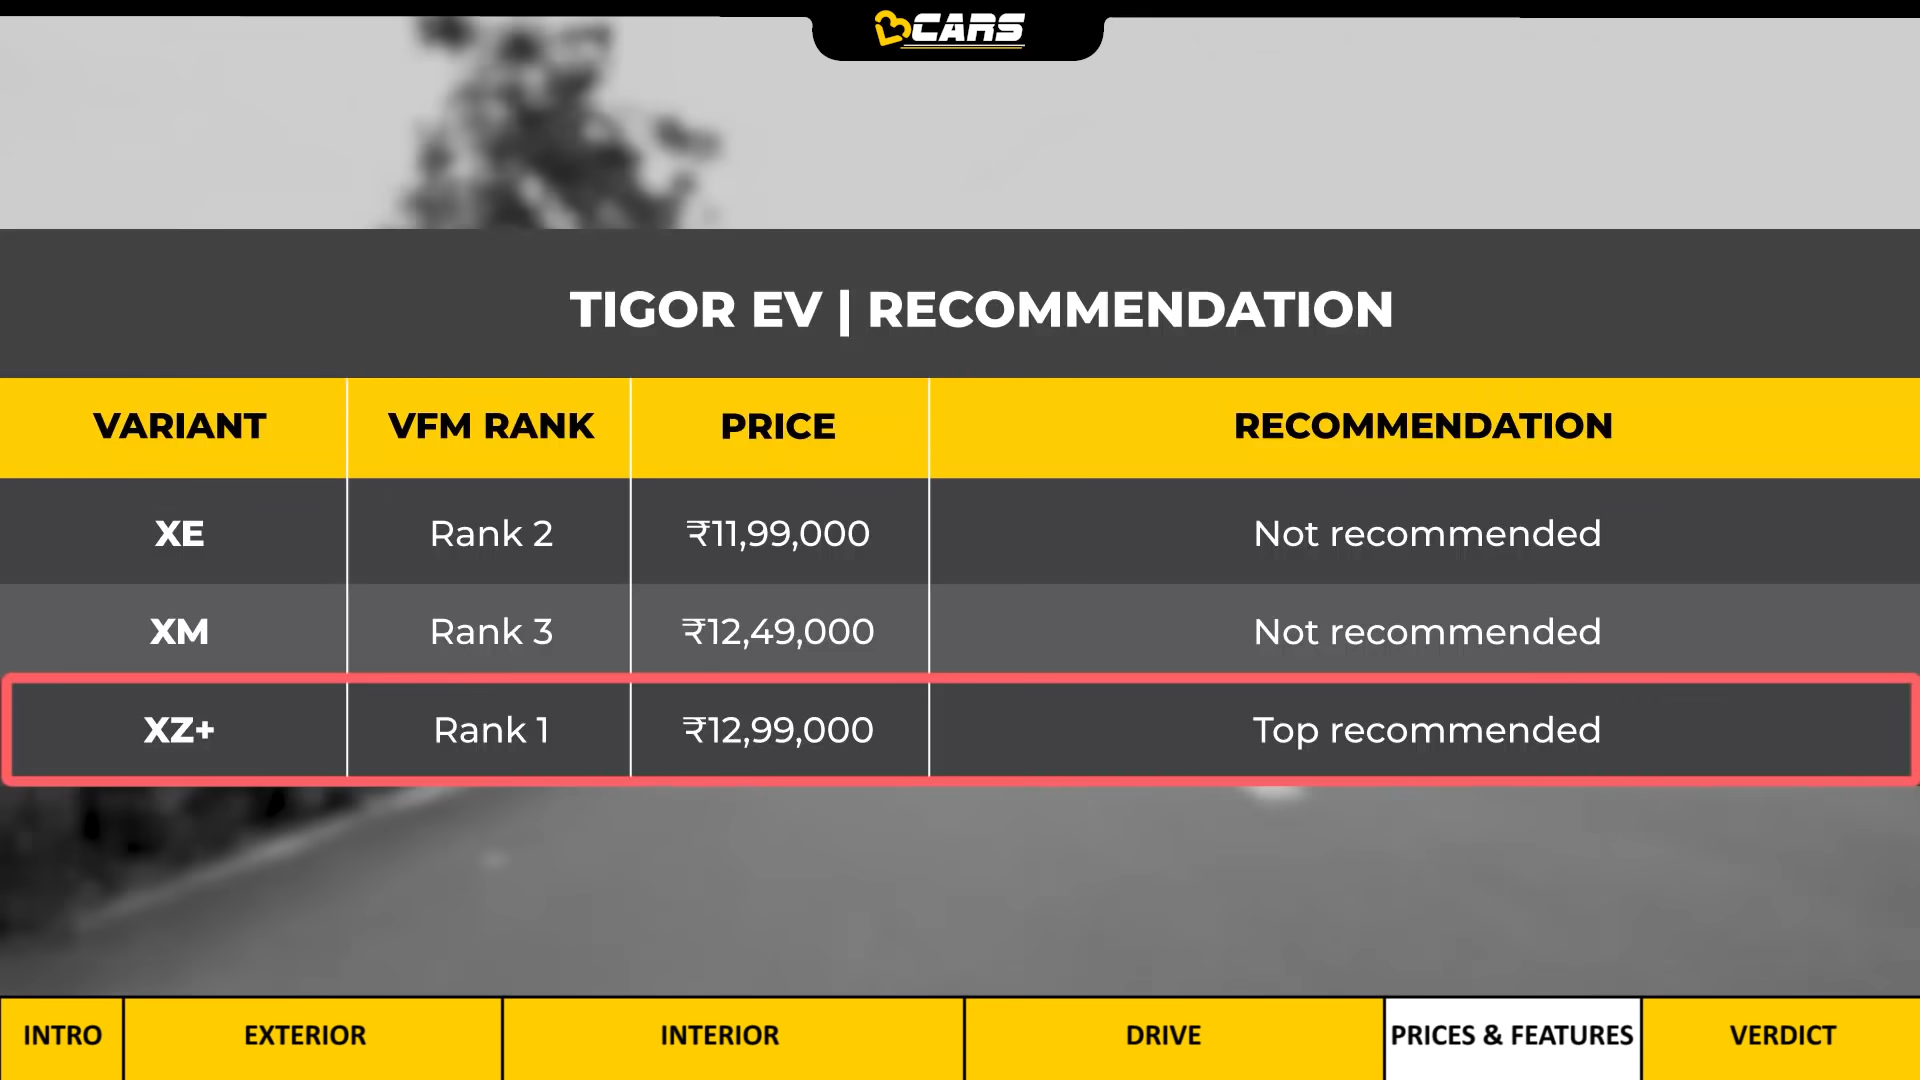 CARS
TIGOR EV | RECOMMENDATION
VARIANT VFM RANK PRICE RECOMMENDATION
XE Rank 2 ₹11,99,000 Not recommended
XM Rank 3 ₹12,49,000 Not recommended
XZ+ Rank 1 ₹12,99,000 Top recommended
INTRO EXTERIOR INTERIOR DRIVE PRICES & FEATURES VERDICT